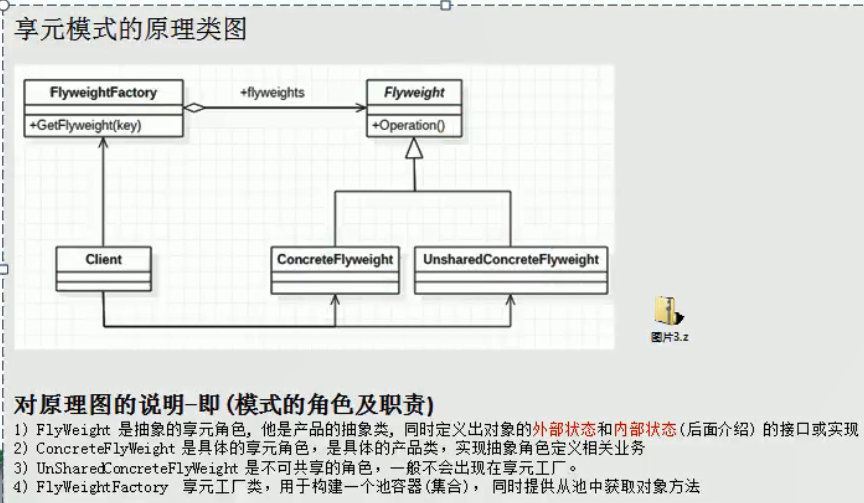 享元模式的原理类图
FlyweightFactory
+flyweights
Flyweight
+GetFlyweight(key)
+Operation()
Client
ConcreteFlyweight
UnsharedConcreteFlyweight
图片3.z
对原理图的说明-即(模式的角色及职责)
1) FlyWeight 是抽象的享元角色, 他是产品的抽象类, 同时定义出对象的外部状态和内部状态(后面介绍) 的接口或实现
2) ConcreteFlyWeight 是具体的享元角色，是具体的产品类，实现抽象角色定义相关业务
3) UnSharedConcreteFlyWeight 是不可共享的角色，一般不会出现在享元工厂。
4) FlyWeightFactory 享元工厂类，用于构建一个池容器(集合)， 同时提供从池中获取对象方法